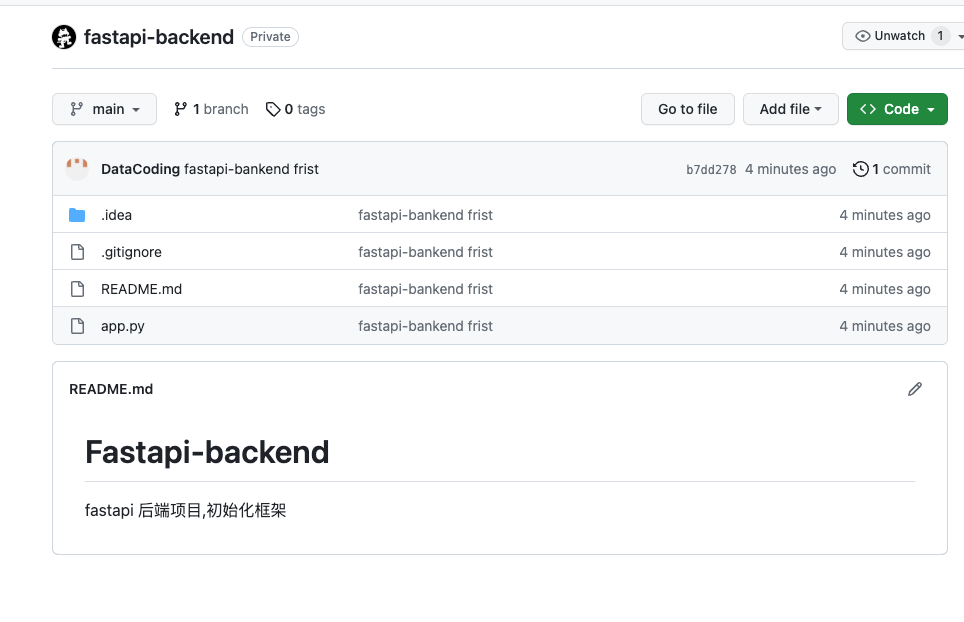 fastapi-backend Private Unwatch 1
main 1 branch 0 tags Go to file Add file <> Code
DataCoding fastapi-bankend frist b7dd278 4 minutes ago 1 commit
.idea fastapi-bankend frist 4 minutes ago
.gitignore fastapi-bankend frist 4 minutes ago
README.md fastapi-bankend frist 4 minutes ago
app.py fastapi-bankend frist 4 minutes ago
README.md
Fastapi-backend
fastapi 后端项目,初始化框架